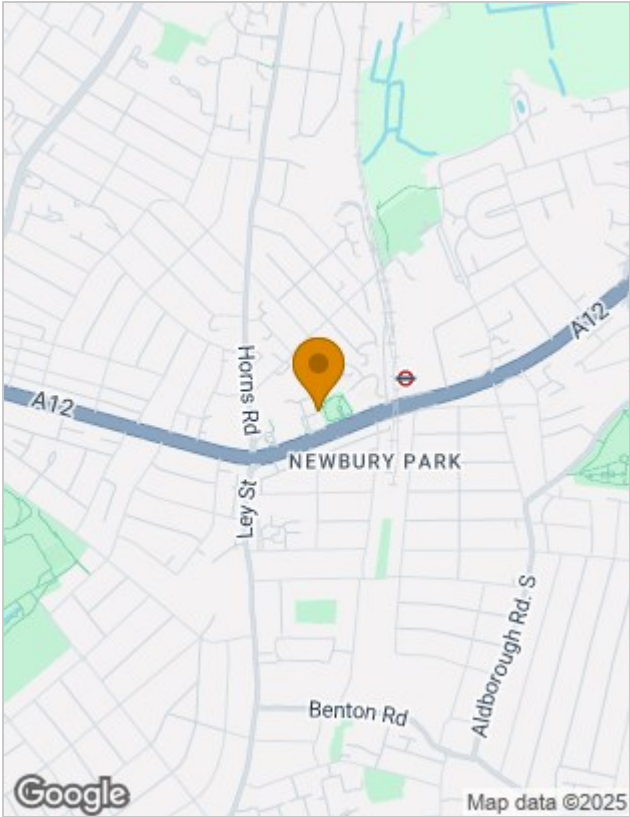 A12
Horns Rd
A12
NEWBURY PARK
Ley St
Aldborough Rd. S
Benton Rd
Google
Map data ©2025